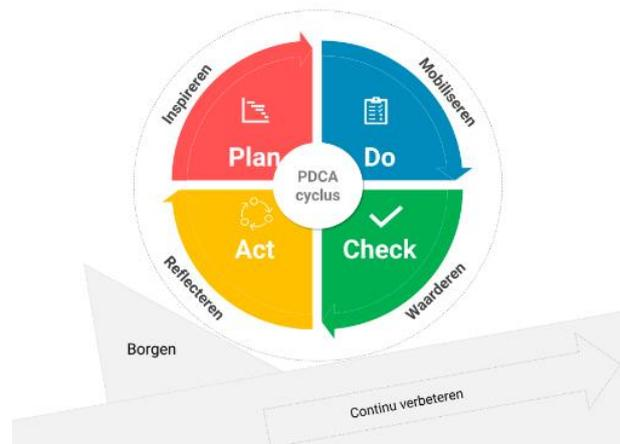 Inspireren
Mobiliseren
Plan
Do
PDCA
cyclus
Act
Check
Reflecteren
Waarderen
Borgen
Continu verbeteren